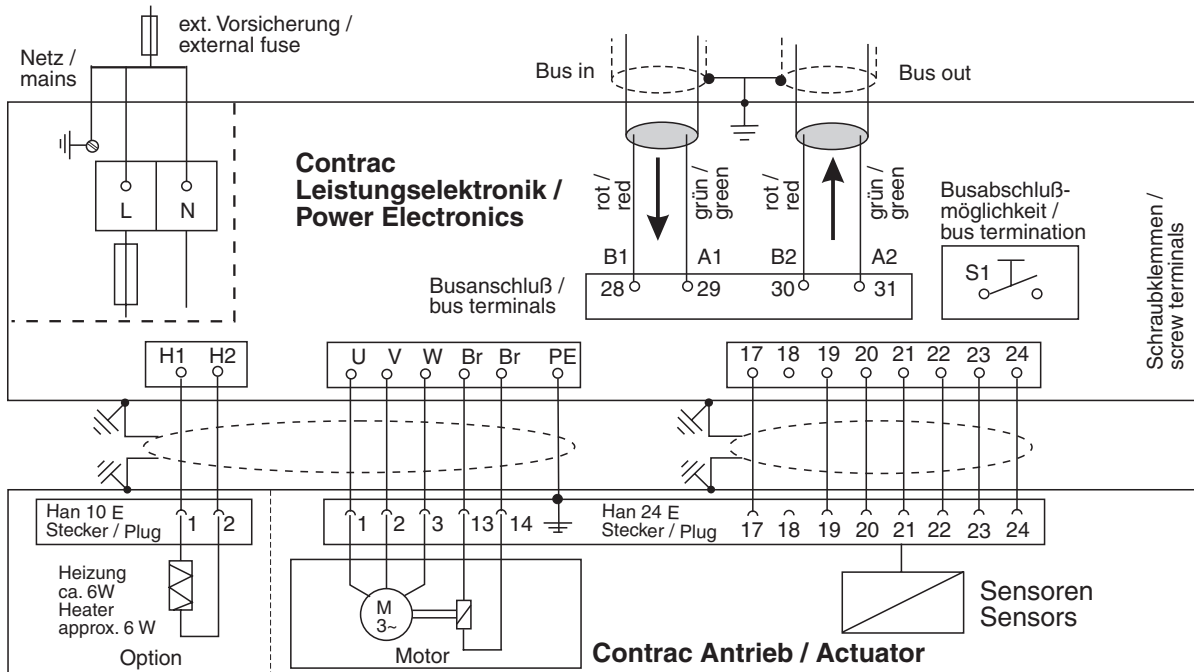 ext. Vorsicherung /
external fuse
Netz /
mains
Bus in
Bus out
Contrac
Leistungselektronik /
Power Electronics
L N
rot /
red
grün /
green
rot /
red
grün /
green
Busabschluß-
möglichkeit /
bus termination
S1
Schraubklemmen /
screw terminals
B1 A1 B2 A2
Busanschluß /
bus terminals
28 29 30 31
H1 H2
U V W Br Br PE
17 18 19 20 21 22 23 24
Han 10 E
Stecker / Plug
1 2
1 2 3 13 14
Han 24 E
Stecker / Plug
17 18 19 20 21 22 23 24
Heizung
ca. 6W
Heater
approx. 6 W
Option
M
3~
Motor
Sensoren
Sensors
Contrac Antrieb / Actuator